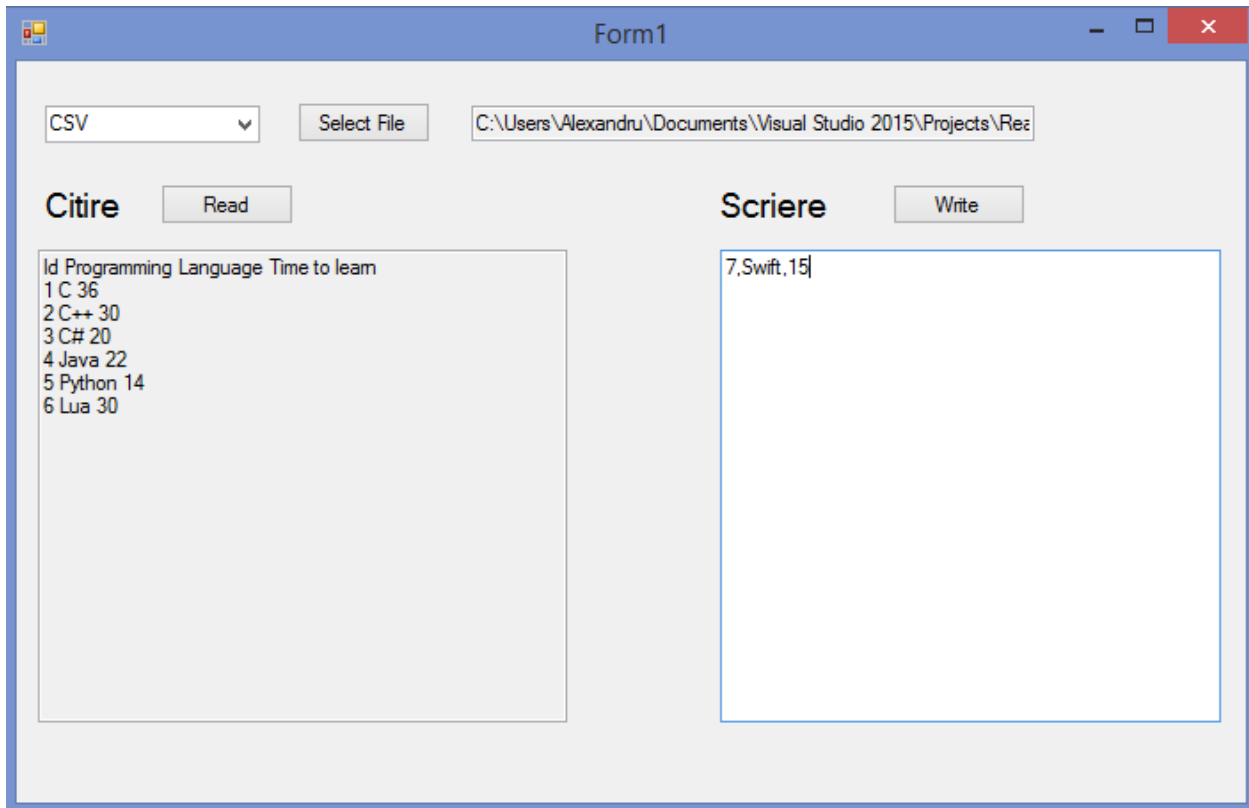 Form1
CSV
Select File
C:\Users\Alexandru\Documents\Visual Studio 2015\Projects\Rea
Citire
Read
Scriere
Write
Id Programming Language Time to learn
1 C 36
2 C++ 30
3 C# 20
4 Java 22
5 Python 14
6 Lua 30
7,Swift,15